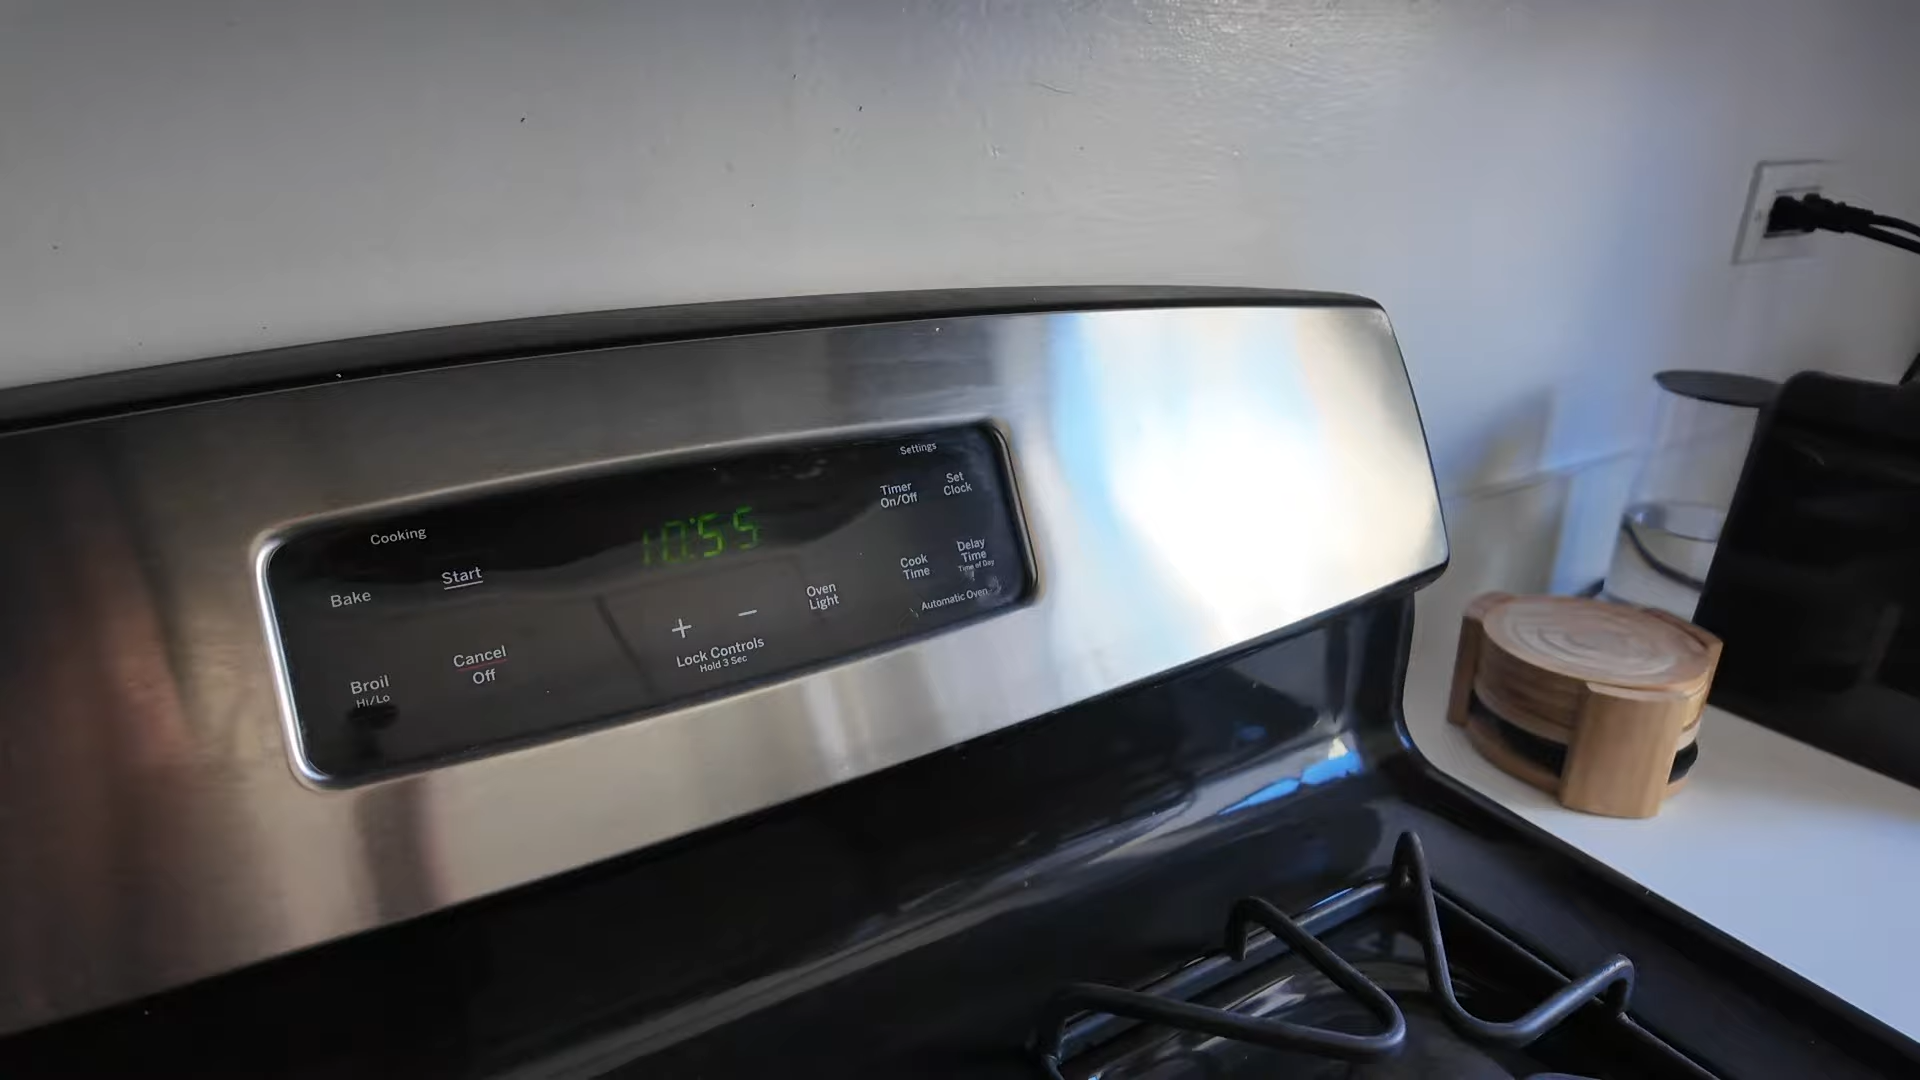 Settings
Timer
On/Off
Set
Clock
Cooking
10:55
Start
Bake
Cook
Time
Delay
Time
Time of Day
Oven
Light
Automatic Oven
+
−
Lock Controls
Hold 3 Sec
Cancel
Off
Broil
Hi/Lo